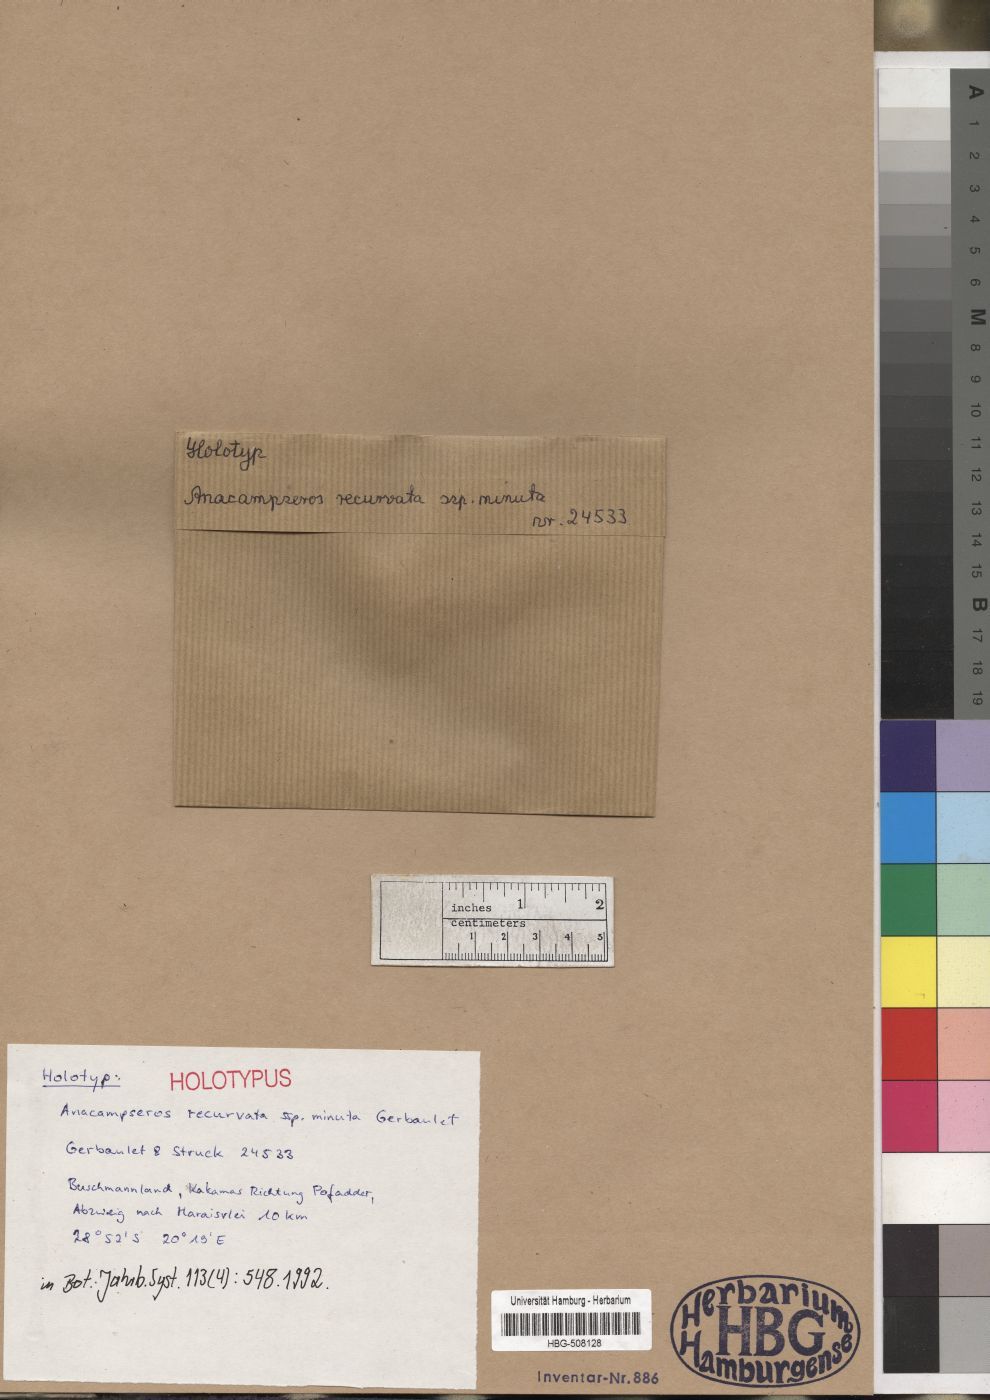 Holotyp
Anacampseros recurvata ssp. minuta
nr. 24533
inches 1 2
centimeters
1 2 3 4 5
Holotyp: HOLOTYPUS
Anacampseros recurvata ssp. minuta Gerbaulet
Gerbaulet & Struck 24533
Buschmannland, Kakamas Richtung Pofadder,
Abzweig nach Maraisvlei 10 km
28° 52' S 20° 19' E
in Bot. Jahrb. Syst. 113(4): 548. 1992.
Universität Hamburg - Herbarium
HBG-508128
Inventar-Nr. 886
Herbarium
HBG
Hamburgense
A
1
2
3
4
5
6
M
8
9
10
11
12
13
14
15
B
17
18
19